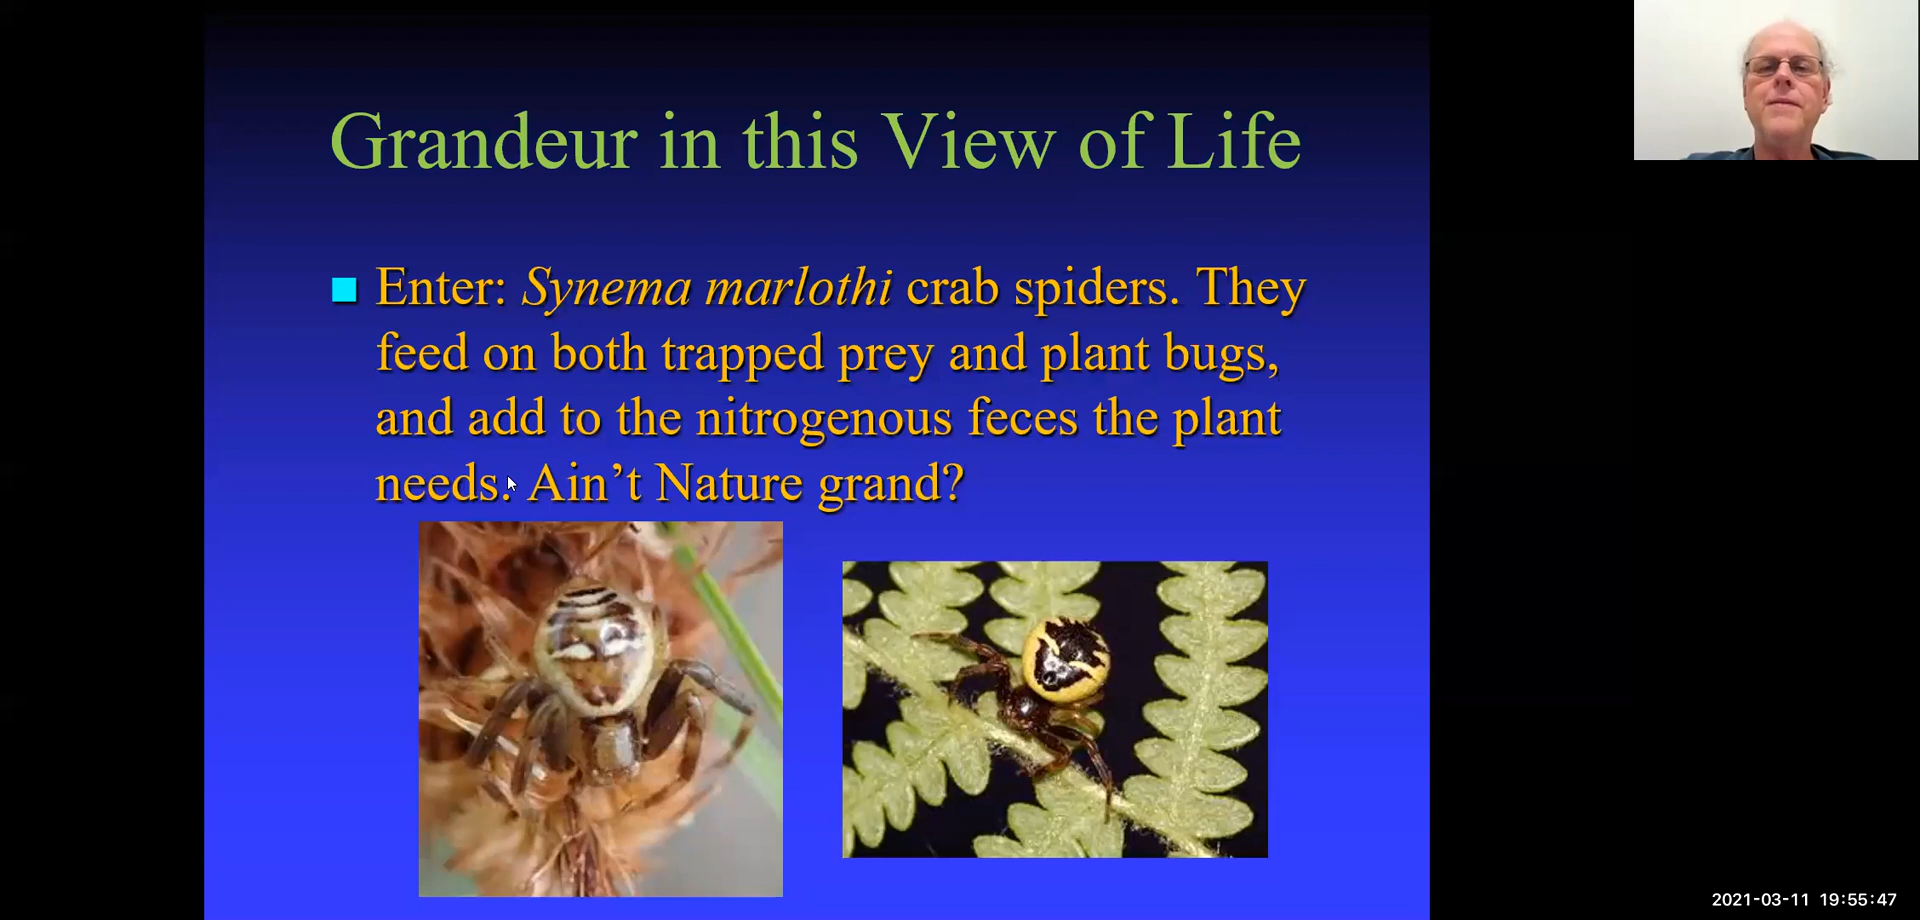 Grandeur in this View of Life
Enter: Synema marlothi crab spiders. They
feed on both trapped prey and plant bugs,
and add to the nitrogenous feces the plant
needs. Ain’t Nature grand?
2021-03-11 19:55:47